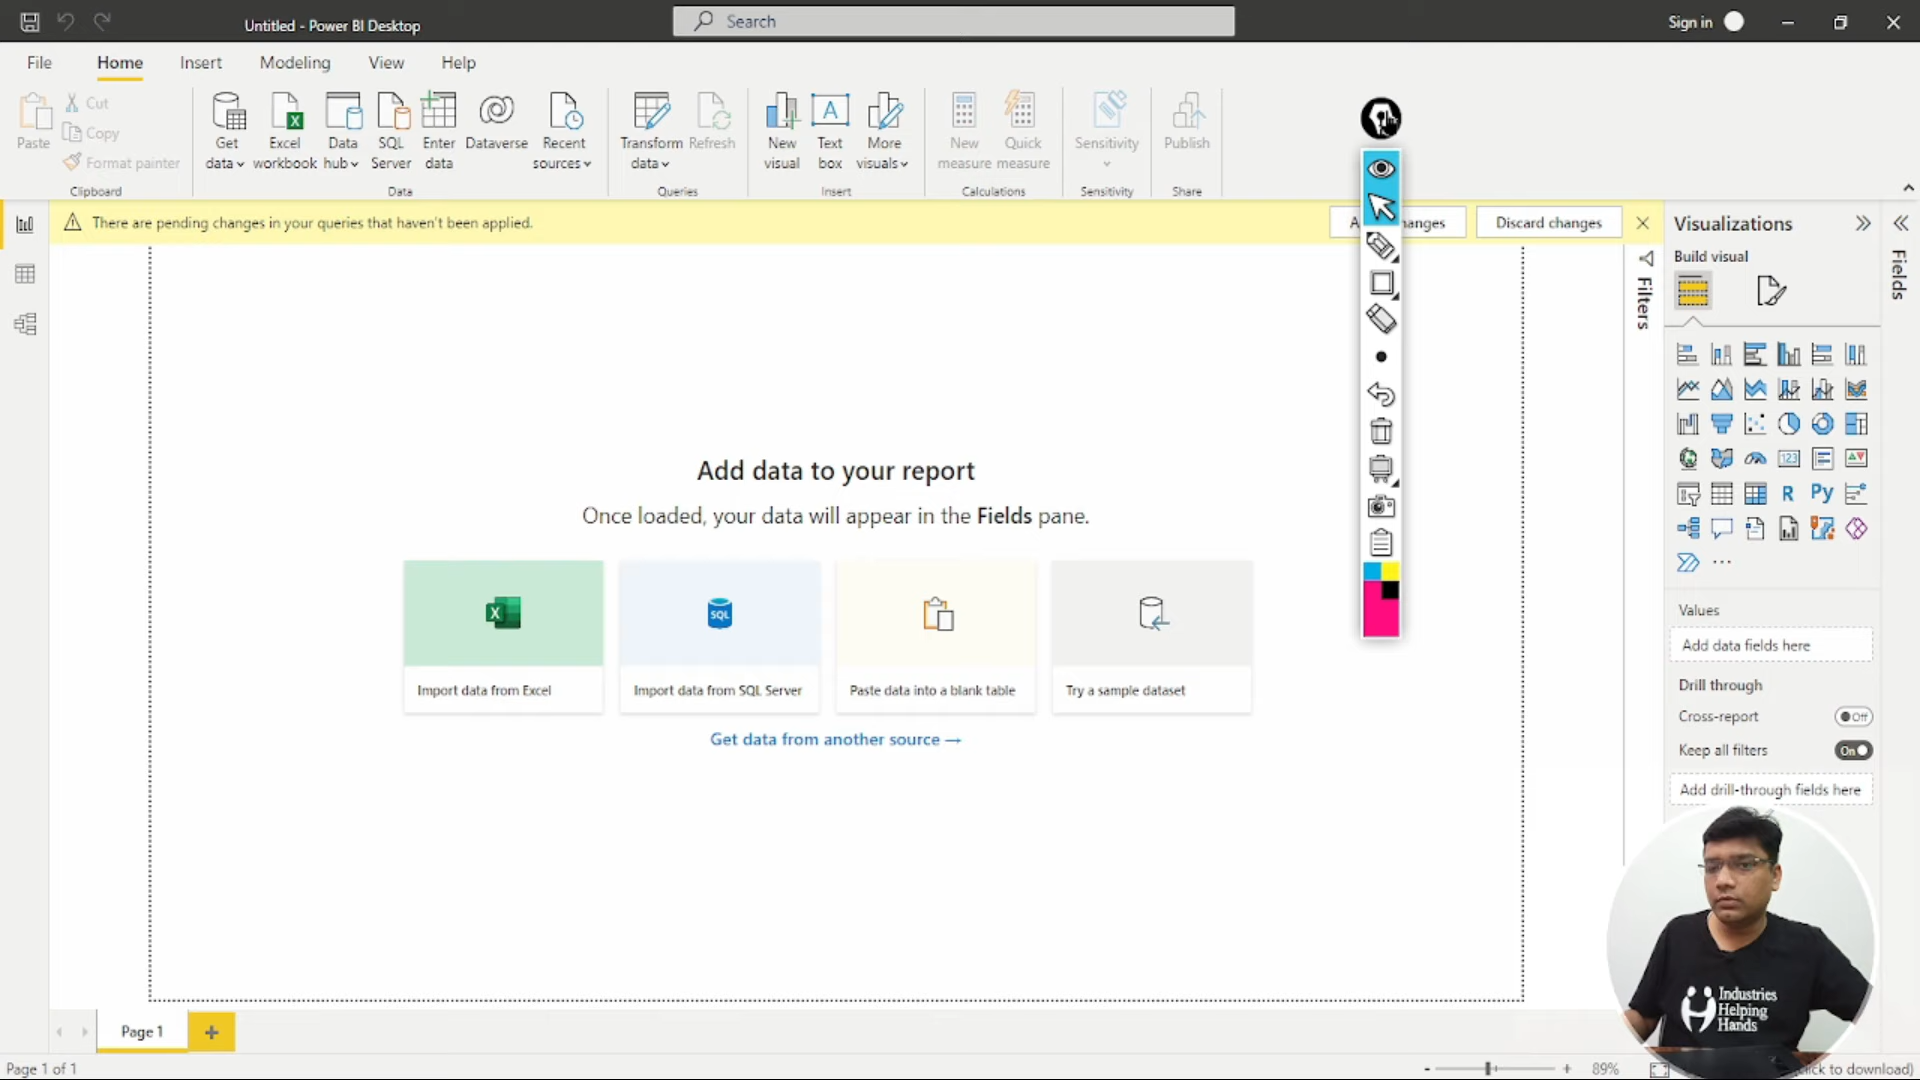 Untitled - Power BI Desktop
Search
Sign in
File Home Insert Modeling View Help
Paste
Cut
Copy
Format painter
Clipboard
Get data
Excel workbook
Data hub
SQL Server
Enter data
Dataverse
Recent sources
Data
Transform data
Refresh
Queries
New visual
Text box
More visuals
Insert
New measure
Quick measure
Calculations
Sensitivity
Sensitivity
Publish
Share
There are pending changes in your queries that haven't been applied.
Discard changes
Visualizations
Build visual
Filters
Fields
Add data to your report
Once loaded, your data will appear in the Fields pane.
SQL
Import data from Excel
Import data from SQL Server
Paste data into a blank table
Try a sample dataset
Get data from another source →
123
R Py
...
Values
Add data fields here
Drill through
Cross-report Off
Keep all filters On
Add drill-through fields here
Industries
Helping
Hands
Page 1
Page 1 of 1
- + 89%
to download)